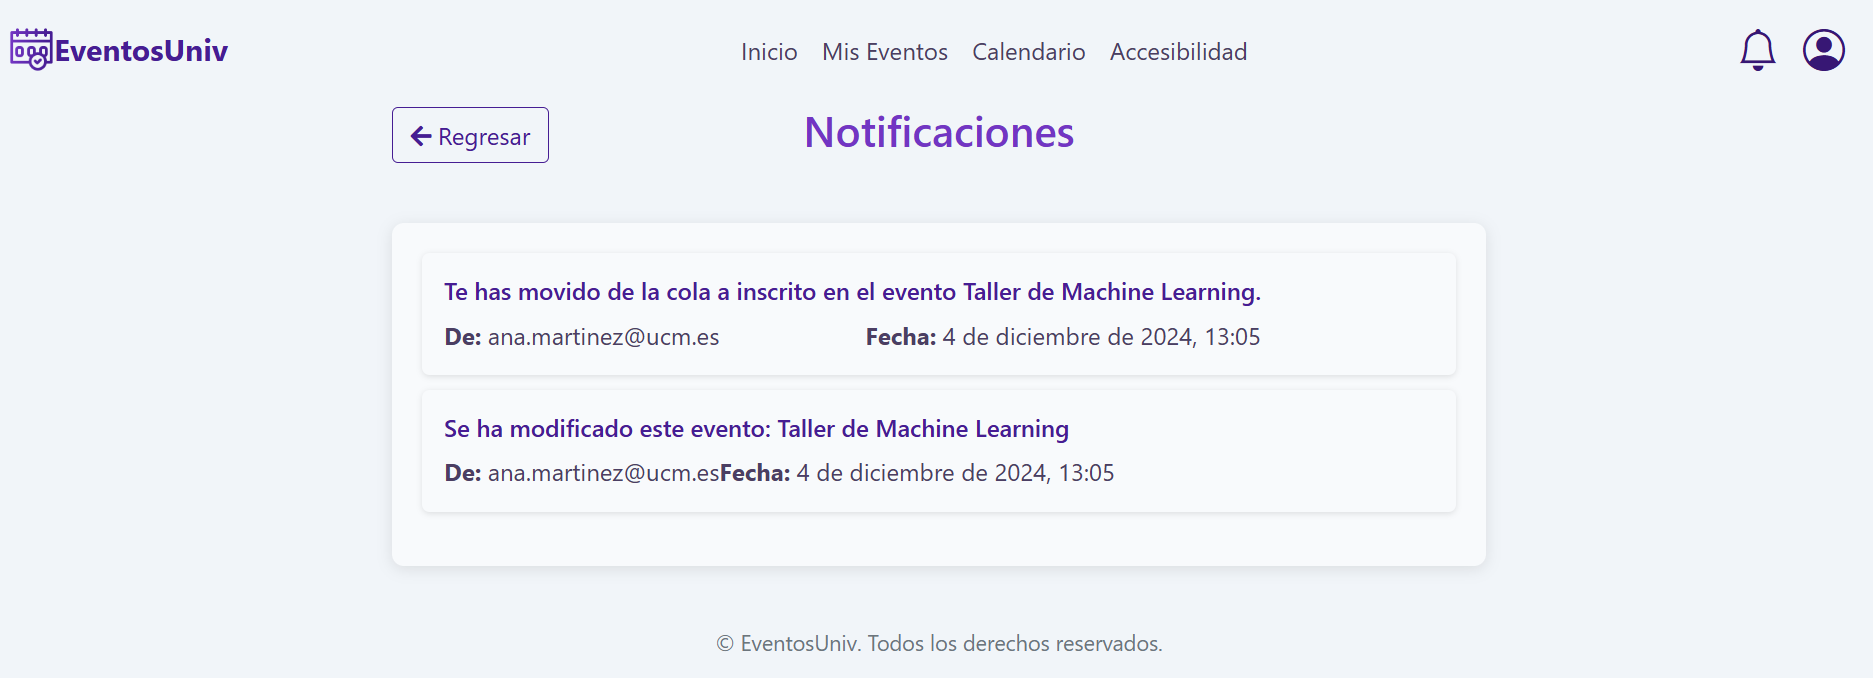 EventosUniv
Inicio Mis Eventos Calendario Accesibilidad
Regresar
Notificaciones
Te has movido de la cola a inscrito en el evento Taller de Machine Learning.
De: ana.martinez@ucm.es Fecha: 4 de diciembre de 2024, 13:05
Se ha modificado este evento: Taller de Machine Learning
De: ana.martinez@ucm.esFecha: 4 de diciembre de 2024, 13:05
© EventosUniv. Todos los derechos reservados.